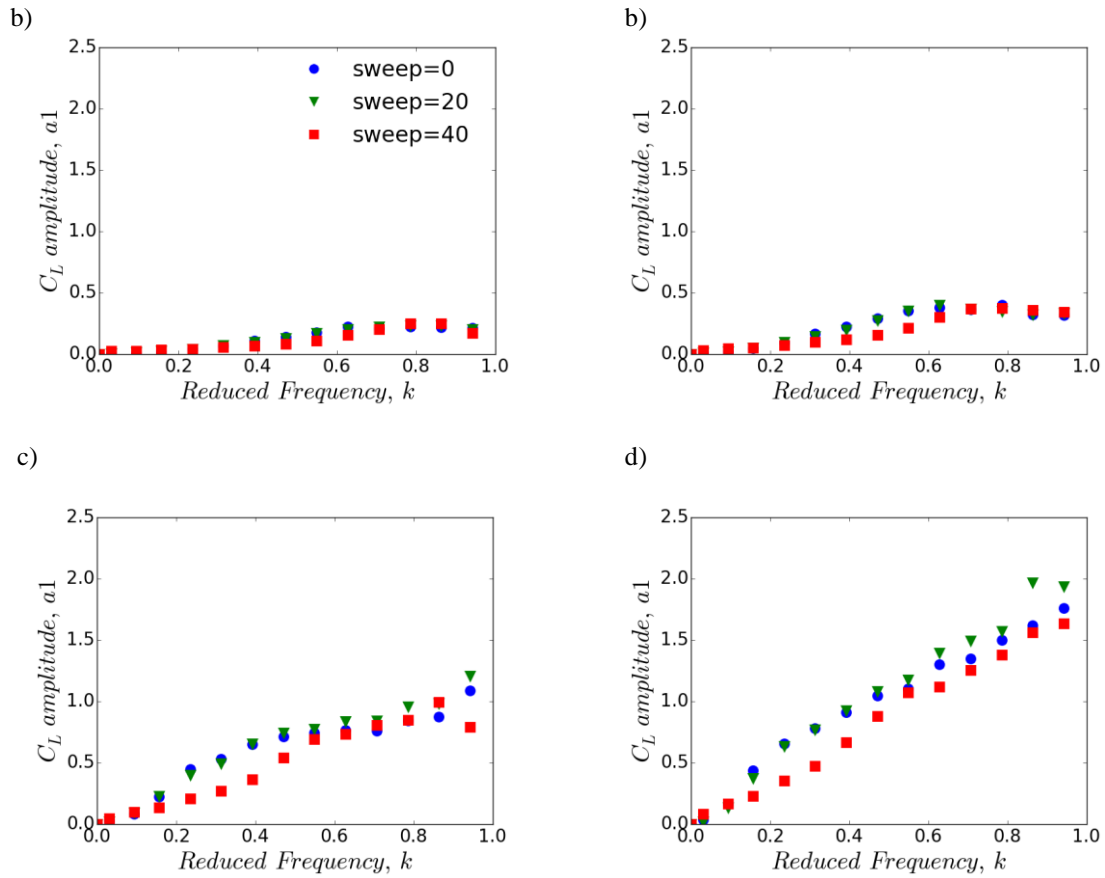 b)
2.5
2.0
1.5
1.0
0.5
0.0
0.0 0.2 0.4 0.6 0.8 1.0
C_L amplitude, a1
Reduced Frequency, k
sweep=0
sweep=20
sweep=40
b)
2.5
2.0
1.5
1.0
0.5
0.0
0.0 0.2 0.4 0.6 0.8 1.0
C_L amplitude, a1
Reduced Frequency, k
c)
2.5
2.0
1.5
1.0
0.5
0.0
0.0 0.2 0.4 0.6 0.8 1.0
C_L amplitude, a1
Reduced Frequency, k
d)
2.5
2.0
1.5
1.0
0.5
0.0
0.0 0.2 0.4 0.6 0.8 1.0
C_L amplitude, a1
Reduced Frequency, k